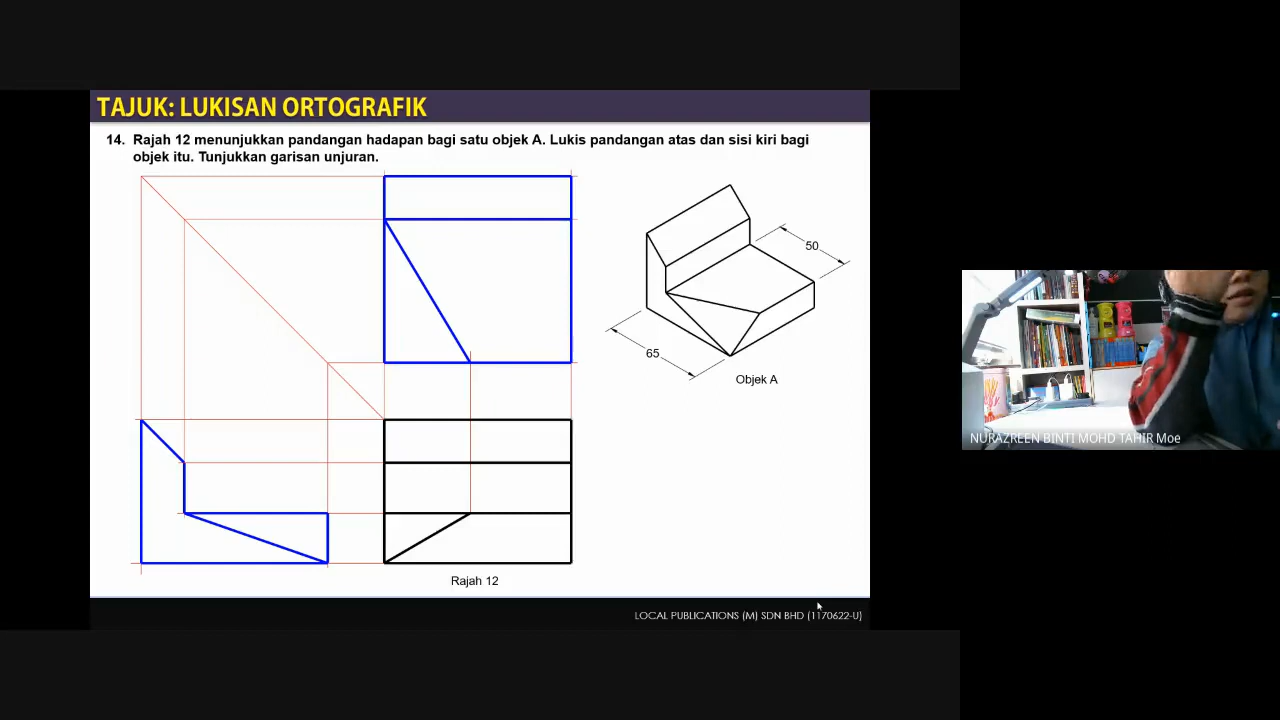 TAJUK: LUKISAN ORTOGRAFIK
14. Rajah 12 menunjukkan pandangan hadapan bagi satu objek A. Lukis pandangan atas dan sisi kiri bagi
objek itu. Tunjukkan garisan unjuran.
50
65
Objek A
Rajah 12
NURAZREEN BINTI MOHD TAHIR Moe
LOCAL PUBLICATIONS (M) SDN BHD (1170622-U)